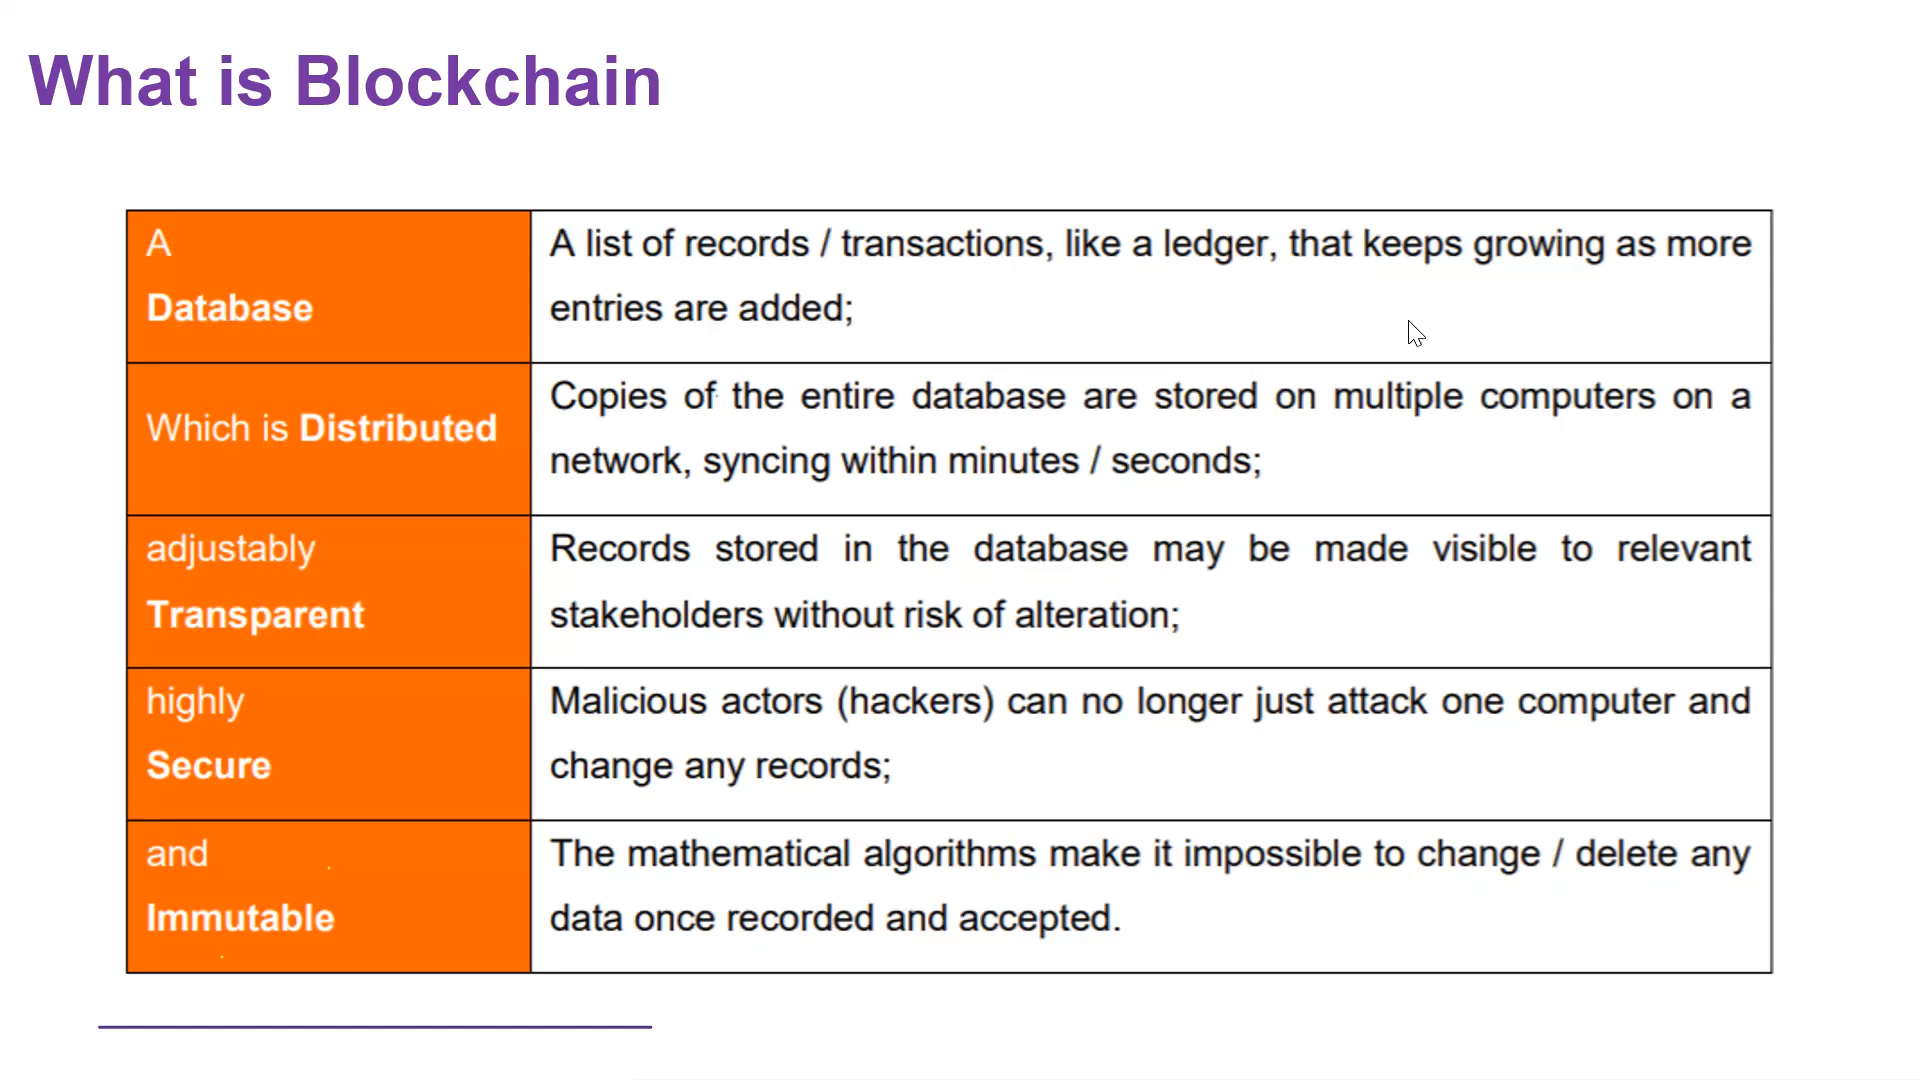 What is Blockchain
A
Database
A list of records / transactions, like a ledger, that keeps growing as more
entries are added;
Which is Distributed
Copies of the entire database are stored on multiple computers on a
network, syncing within minutes / seconds;
adjustably
Transparent
Records stored in the database may be made visible to relevant
stakeholders without risk of alteration;
highly
Secure
Malicious actors (hackers) can no longer just attack one computer and
change any records;
and
Immutable
The mathematical algorithms make it impossible to change / delete any
data once recorded and accepted.